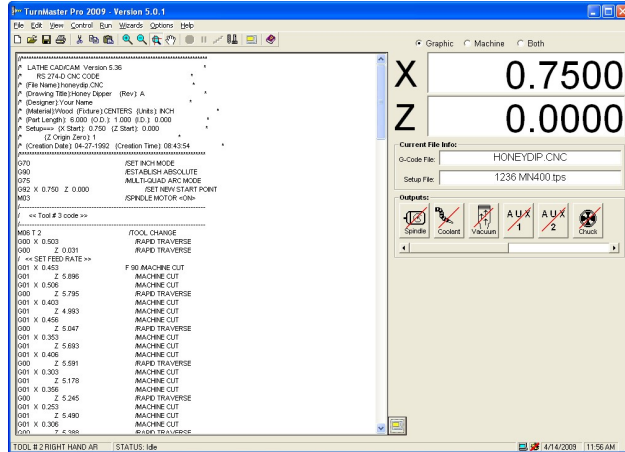 TurnMaster Pro 2009 - Version 5.0.1
File Edit View Control Run Wizards Options Help
Graphic Machine Both
/**********************************************************
/* LATHE CAD/CAM Version 5.36 *
/* RS 274-D CNC CODE *
/* (File Name):honeydip.CNC *
/* (Drawing Title):Honey Dipper (Rev): A *
/* (Designer):Your Name *
/* (Material):Wood (Fixture):CENTERS (Units): INCH *
/* (Part Length): 6.000 (O.D.): 1.000 (I.D.): 0.000 *
/* Setup==> (X Start): 0.750 (Z Start): 0.000 *
/* (Z Origin Zero): 1 *
/* (Creation Date): 04-27-1992 (Creation Time): 08:43:54 *
/**********************************************************
G70 /SET INCH MODE
G90 /ESTABLISH ABSOLUTE
G75 /MULTI-QUAD ARC MODE
G92 X 0.750 Z 0.000 /SET NEW START POINT
M03 /SPINDLE MOTOR <ON>
/----------------------------------------------------------
/ << Tool # 3 code >>
/----------------------------------------------------------
M06 T 2 /TOOL CHANGE
G00 X 0.503 /RAPID TRAVERSE
G00 Z 0.031 /RAPID TRAVERSE
/ << SET FEED RATE >>
G01 X 0.453 F 90 /MACHINE CUT
G01 Z 5.896 /MACHINE CUT
G01 X 0.506 /MACHINE CUT
G00 Z 5.795 /RAPID TRAVERSE
G01 X 0.403 /MACHINE CUT
G01 Z 4.993 /MACHINE CUT
G01 X 0.456 /MACHINE CUT
G00 Z 5.047 /RAPID TRAVERSE
G01 X 0.353 /MACHINE CUT
G01 Z 5.693 /MACHINE CUT
G01 X 0.406 /MACHINE CUT
G00 Z 5.591 /RAPID TRAVERSE
G01 X 0.303 /MACHINE CUT
G01 Z 5.178 /MACHINE CUT
G01 X 0.356 /MACHINE CUT
G00 Z 5.245 /RAPID TRAVERSE
G01 X 0.253 /MACHINE CUT
G01 Z 5.490 /MACHINE CUT
G01 X 0.306 /MACHINE CUT
G00 Z 5.388 /RAPID TRAVERSE
X 0.7500
Z 0.0000
Current File Info:
G-Code File: HONEYDIP.CNC
Setup File: 1236 MN400.tps
Outputs:
Spindle Coolant Vacuum AUX 1 AUX 2 Chuck
TOOL # 2 RIGHT HAND AR STATUS: Idle 4/14/2009 11:56 AM